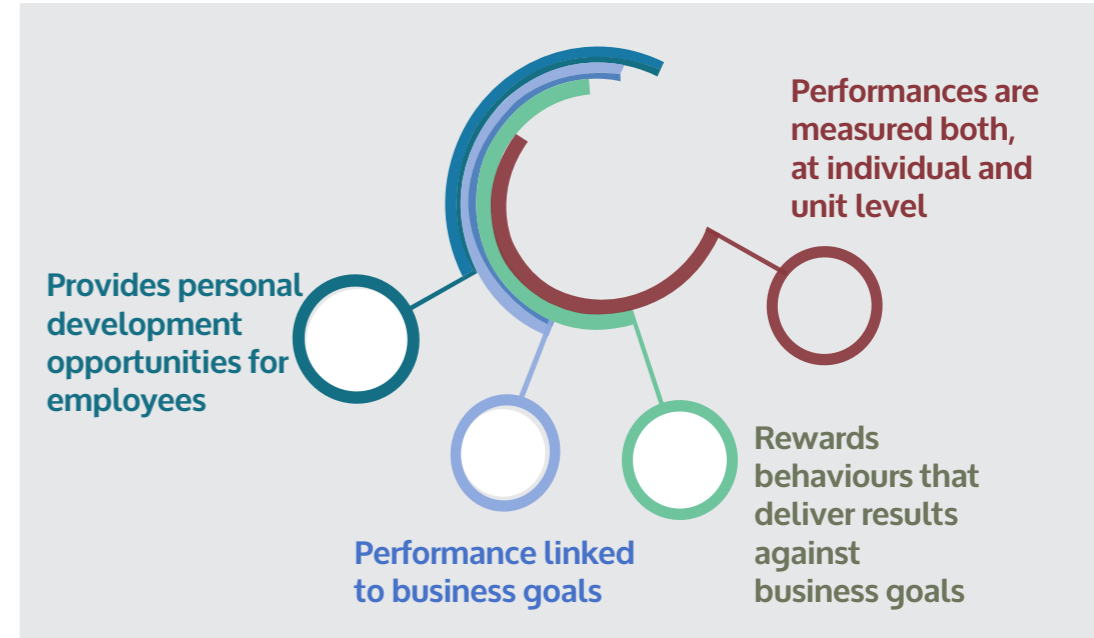 Performances are
measured both,
at individual and
unit level
Provides personal
development
opportunities for
employees
Rewards
behaviours that
deliver results
against
business goals
Performance linked
to business goals